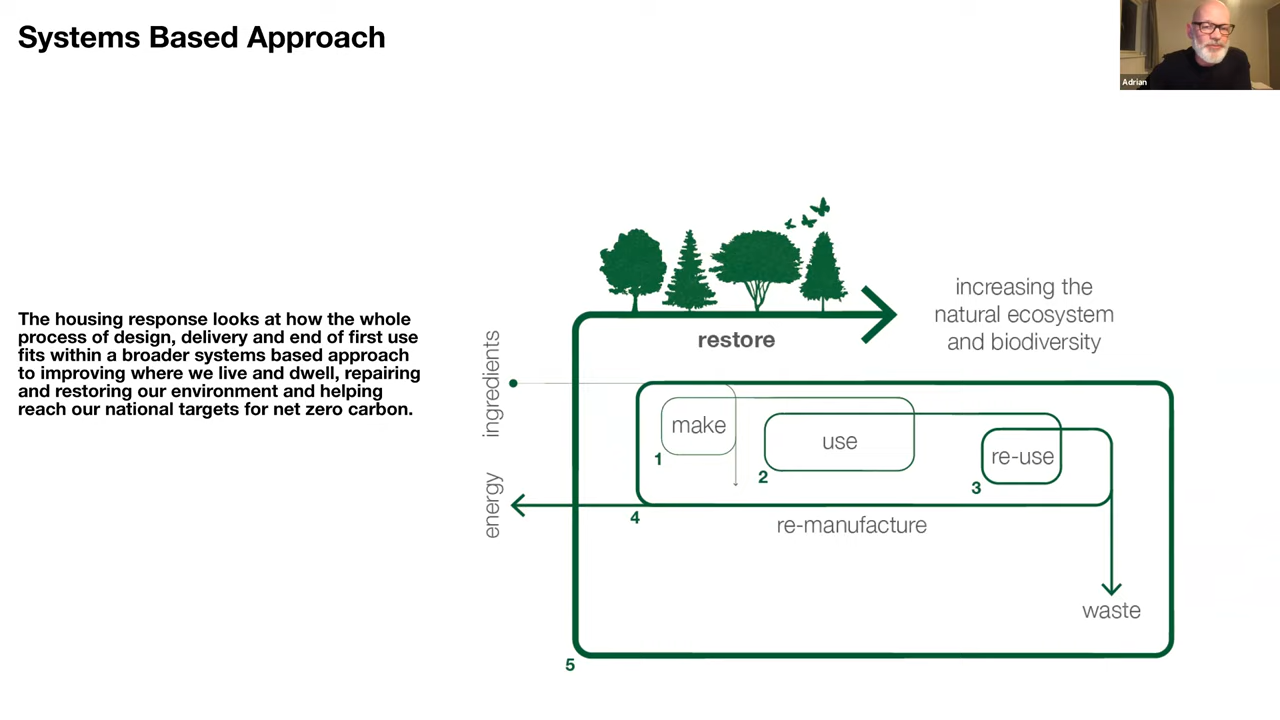 Systems Based Approach
Adrian
The housing response looks at how the whole
process of design, delivery and end of first use
fits within a broader systems based approach
to improving where we live and dwell, repairing
and restoring our environment and helping
reach our national targets for net zero carbon.
increasing the
natural ecosystem
and biodiversity
restore
ingredients
make
1
use
2
re-use
3
energy
4
re-manufacture
waste
5